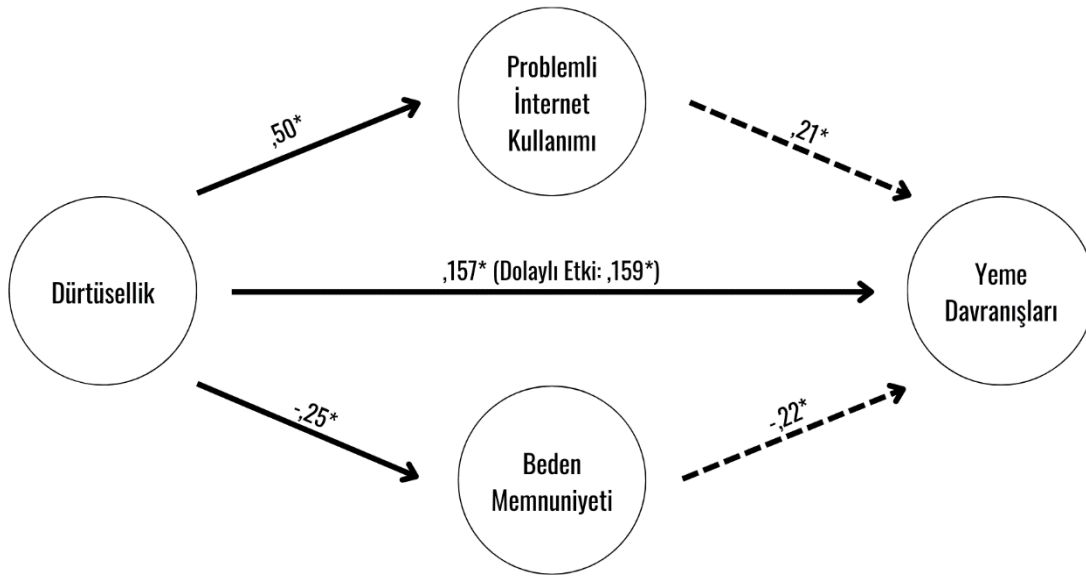 Problemli
İnternet
Kullanımı
,50*
,21*
Dürtüsellik
,157* (Dolaylı Etki: ,159*)
Yeme
Davranışları
-,25*
-,22*
Beden
Memnuniyeti